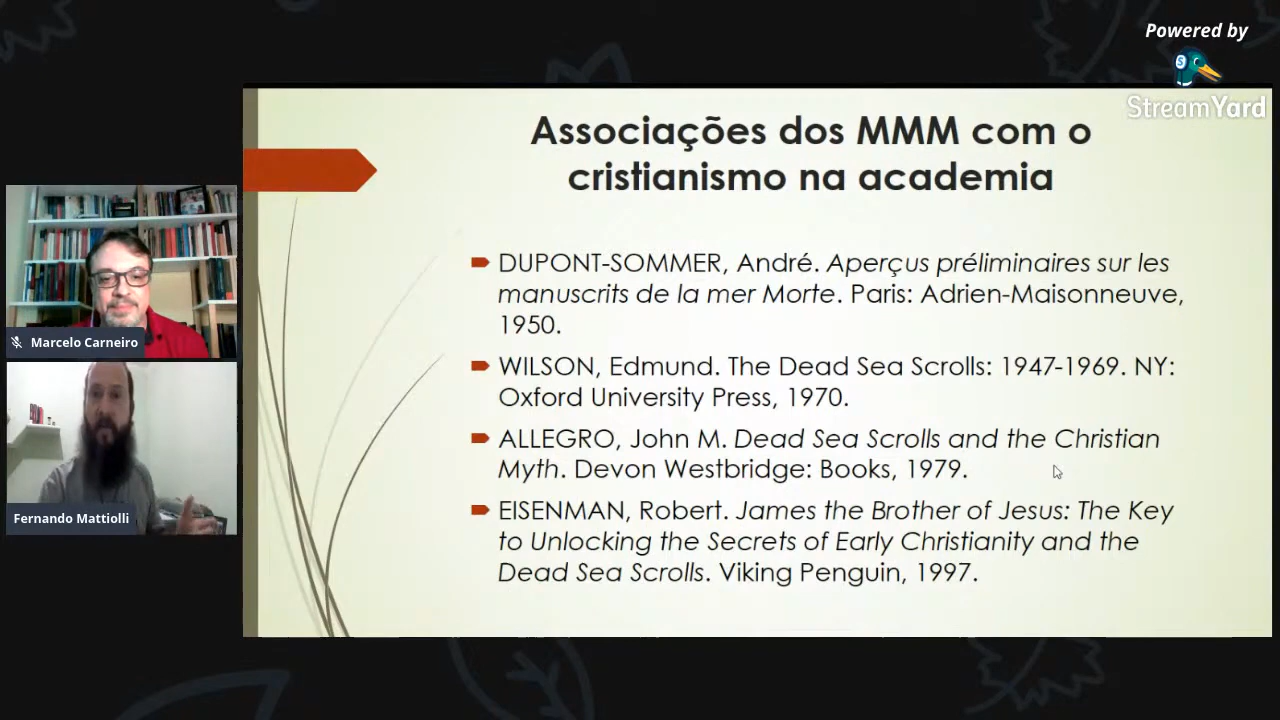 Powered by
StreamYard
Associações dos MMM com o
cristianismo na academia
DUPONT-SOMMER, André. Aperçus préliminaires sur les
manuscrits de la mer Morte. Paris: Adrien-Maisonneuve,
1950.
WILSON, Edmund. The Dead Sea Scrolls: 1947-1969. NY:
Oxford University Press, 1970.
ALLEGRO, John M. Dead Sea Scrolls and the Christian
Myth. Devon Westbridge: Books, 1979.
EISENMAN, Robert. James the Brother of Jesus: The Key
to Unlocking the Secrets of Early Christianity and the
Dead Sea Scrolls. Viking Penguin, 1997.
Marcelo Carneiro
Fernando Mattiolli